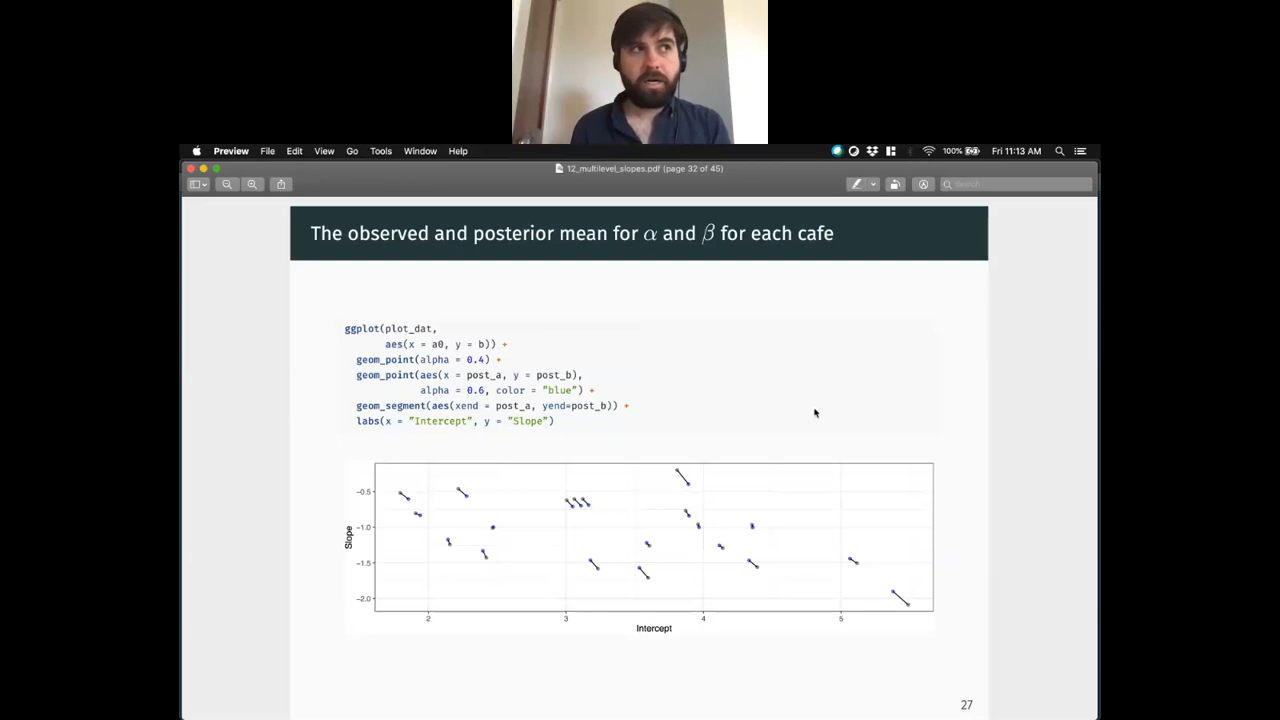 Preview File Edit View Go Tools Window Help 100% Fri 11:13 AM
12_multilevel_slopes.pdf (page 32 of 45)
Search
The observed and posterior mean for α and β for each cafe
ggplot(plot_dat,
aes(x = a0, y = b)) +
geom_point(alpha = 0.4) +
geom_point(aes(x = post_a, y = post_b),
alpha = 0.6, color = "blue") +
geom_segment(aes(xend = post_a, yend=post_b)) +
labs(x = "Intercept", y = "Slope")
−0.5
−1.0
−1.5
−2.0
Slope
2 3 4 5
Intercept
27